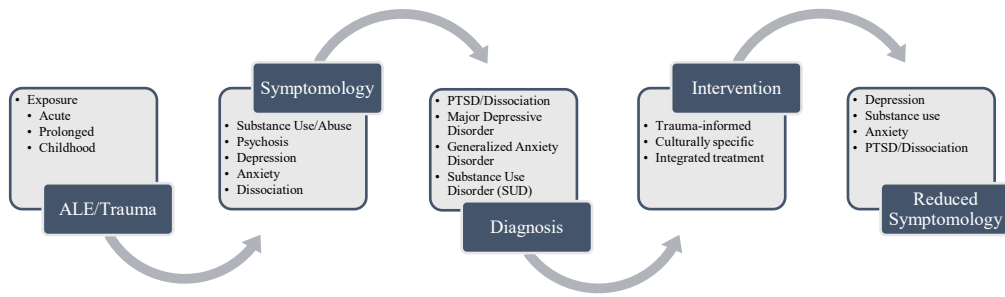 • Exposure
• Acute
• Prolonged
• Childhood
ALE/Trauma
Symptomology
• Substance Use/Abuse
• Psychosis
• Depression
• Anxiety
• Dissociation
• PTSD/Dissociation
• Major Depressive
Disorder
• Generalized Anxiety
Disorder
• Substance Use
Disorder (SUD)
Diagnosis
Intervention
• Trauma-informed
• Culturally specific
• Integrated treatment
• Depression
• Substance use
• Anxiety
• PTSD/Dissociation
Reduced
Symptomology